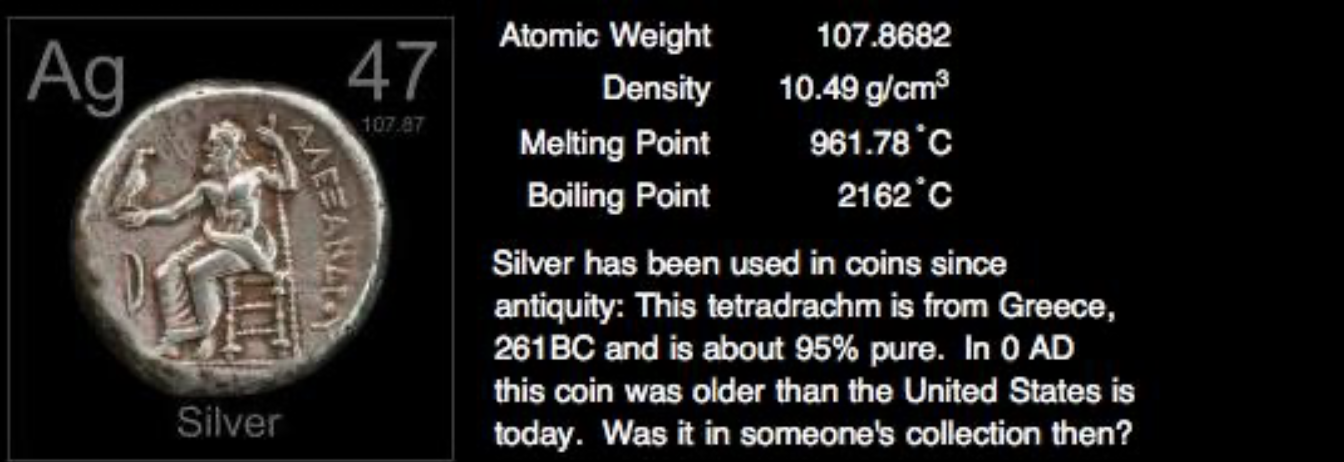 Ag 47
107.87
ΑΛΕΞΑΝΔΡΟΥ
Silver
Atomic Weight 107.8682
Density 10.49 g/cm³
Melting Point 961.78 °C
Boiling Point 2162 °C
Silver has been used in coins since
antiquity: This tetradrachm is from Greece,
261BC and is about 95% pure.  In 0 AD
this coin was older than the United States is
today.  Was it in someone's collection then?